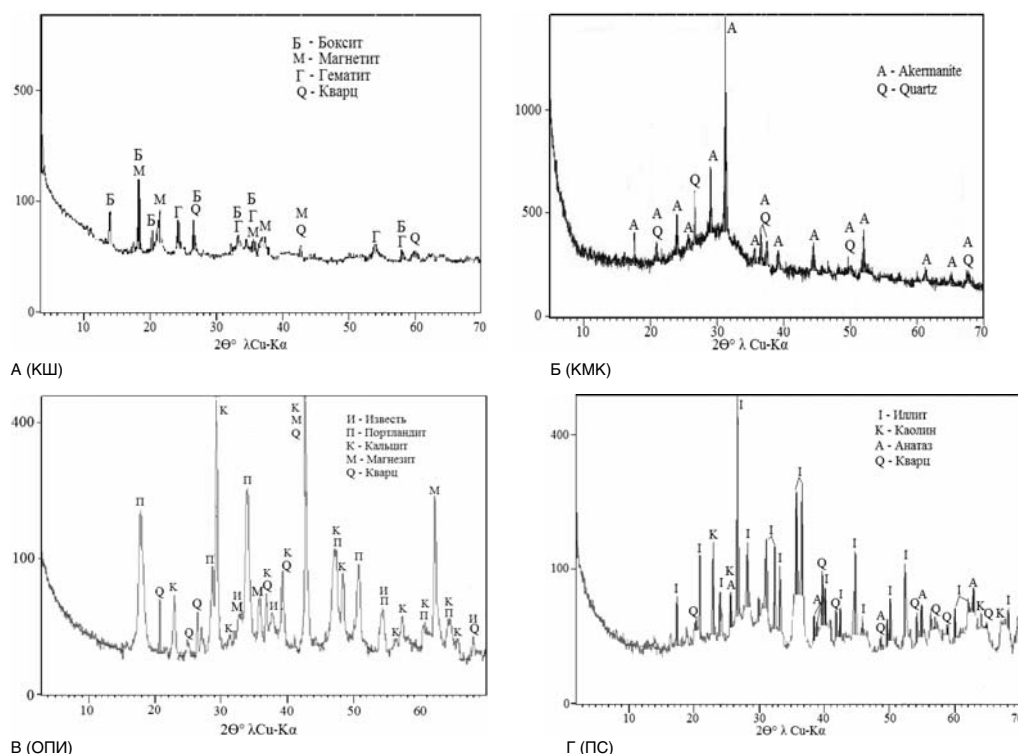 Б - Боксит
М - Магнетит
Г - Гематит
Q - Кварц
500
100
0
Б
Б
М
Б
М
Г
Б
Q
Б
Г
Б
Г
М
М
М
Q
Г
Б
Г
Q
10 20 30 40 50 60 70
2Θ° λCu-Kα
А (КШ)
A - Akermanite
Q - Quartz
1000
500
300
0
A
A
Q
A
A
Q
A
A
A
A
Q
A
A
A
Q
A
A
A
A
Q
10 20 30 40 50 60 70
2Θ° λ Cu-Kα
Б (КМК)
И - Известь
П - Портландит
К - Кальцит
М - Магнезит
Q - Кварц
400
100
0
П
Q
К
Q
Q
П
К
К
И
М
П
М
К
Q
И
К
Q
К
М
Q
К
П
К
П
И
П
К
К
К
П
М
К
П
К
И
Q
10 20 30 40 50 60
2Θ° λCu-Kα
В (ОПИ)
I - Иллит
К - Каолин
А - Анатаз
Q - Кварц
400
100
0
I
Q
I
К
I
К
А
I
I
I
I
I
А
Q
I
Q
I
I
I
Q
А
I
I
Q
А
Q
Q
I
А
К
Q
К
I
10 20 30 40 50 60 70
2Θ° λ Cu-Kα
Г (ПС)